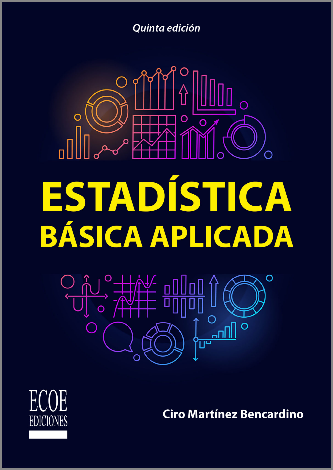 Quinta edición
ESTADÍSTICA
BÁSICA APLICADA
ECOE
EDICIONES
Ciro Martínez Bencardino